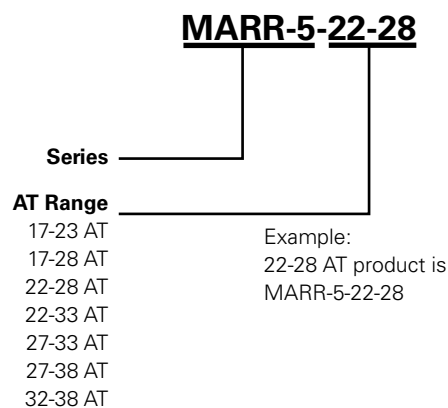 MARR-5-22-28
Series
AT Range
17-23 AT
17-28 AT
22-28 AT
22-33 AT
27-33 AT
27-38 AT
32-38 AT
Example:
22-28 AT product is
MARR-5-22-28